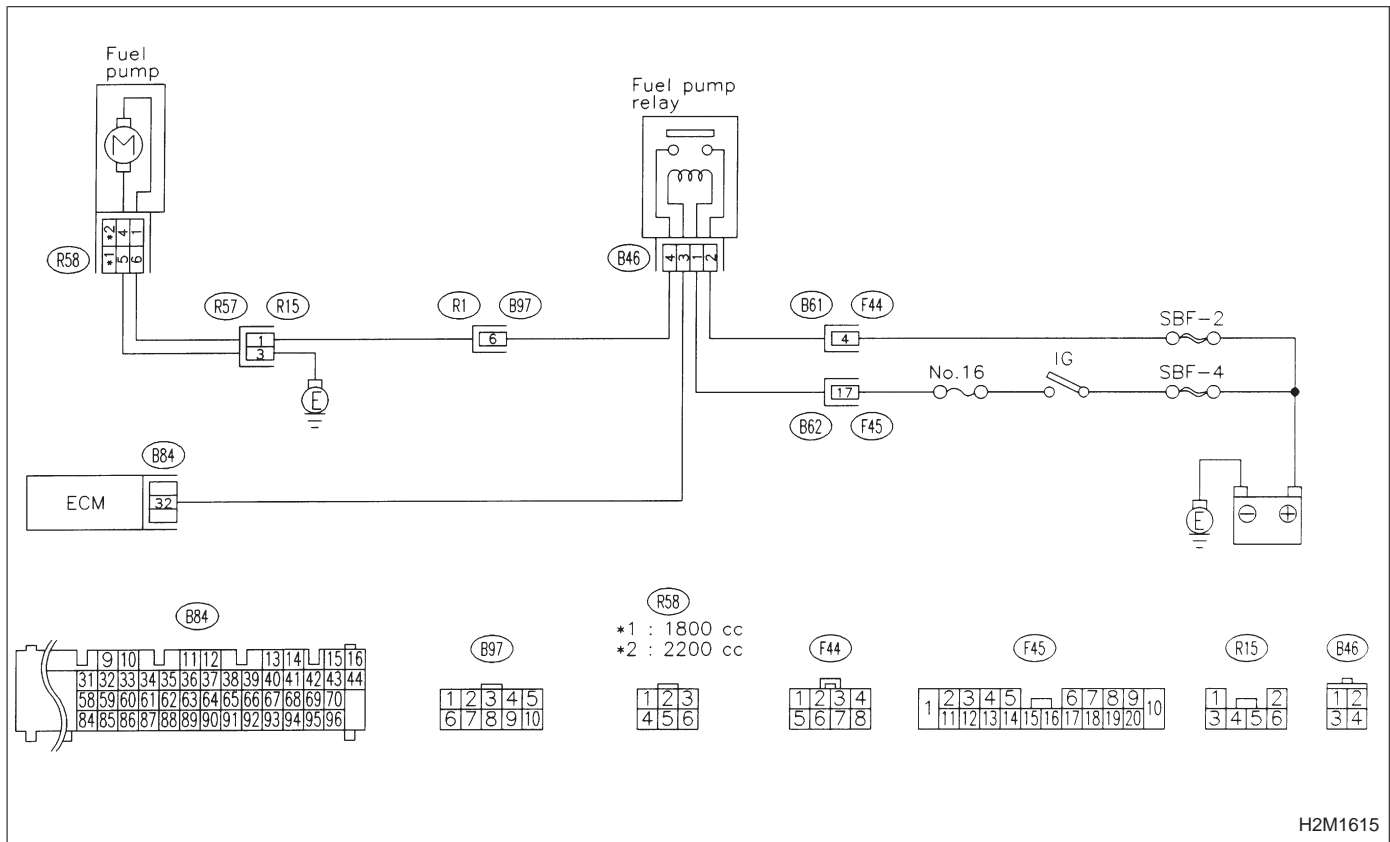 Fuel
pump
Fuel pump
relay
M
*2 4 1
*1 5 6
R58
B46
4 3 1 2
R57 R15
R1 B97
B61 F44
SBF-2
1
3
6
4
E
No.16
IG
SBF-4
17
B62 F45
B84
ECM
32
E
⊖ ⊕
B84
R58
*1 : 1800 cc
*2 : 2200 cc
B97
F44
F45
R15
B46
9 10 11 12 13 14 15 16
31 32 33 34 35 36 37 38 39 40 41 42 43 44
58 59 60 61 62 63 64 65 66 67 68 69 70
84 85 86 87 88 89 90 91 92 93 94 95 96
1 2 3 4 5
6 7 8 9 10
1 2 3
4 5 6
1 2 3 4
5 6 7 8
1 2 3 4 5 6 7 8 9 10
11 12 13 14 15 16 17 18 19 20
1 2
3 4 5 6
1 2
3 4
H2M1615